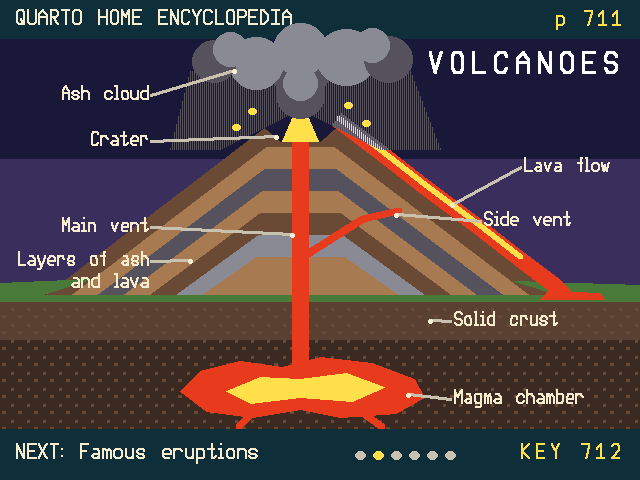 QUARTO HOME ENCYCLOPEDIA
p 711
VOLCANOES
Ash cloud
Crater
Lava flow
Main vent
Side vent
Layers of ash
and lava
Solid crust
Magma chamber
NEXT: Famous eruptions
KEY 712